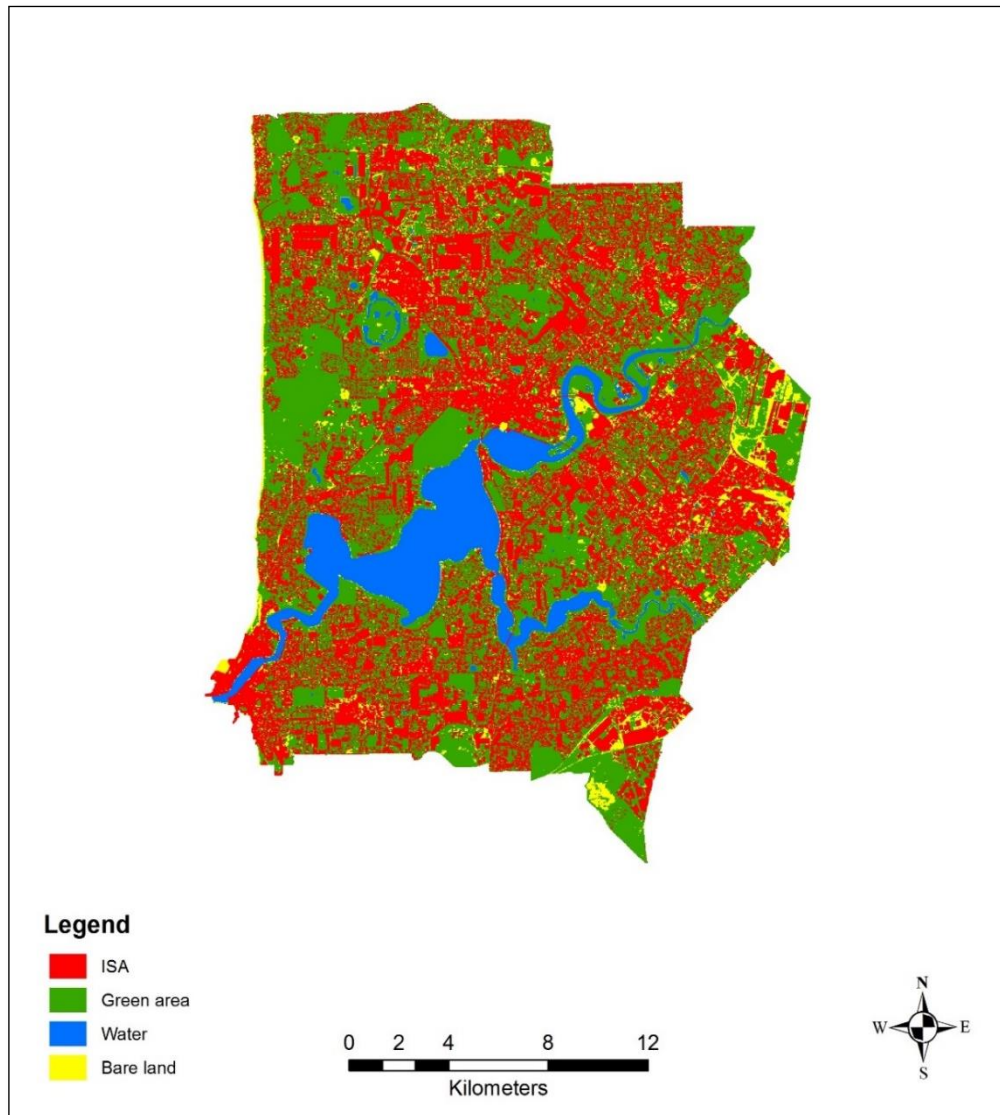 Legend
ISA
Green area
Water
Bare land
0 2 4 8 12
Kilometers
N
W E
S